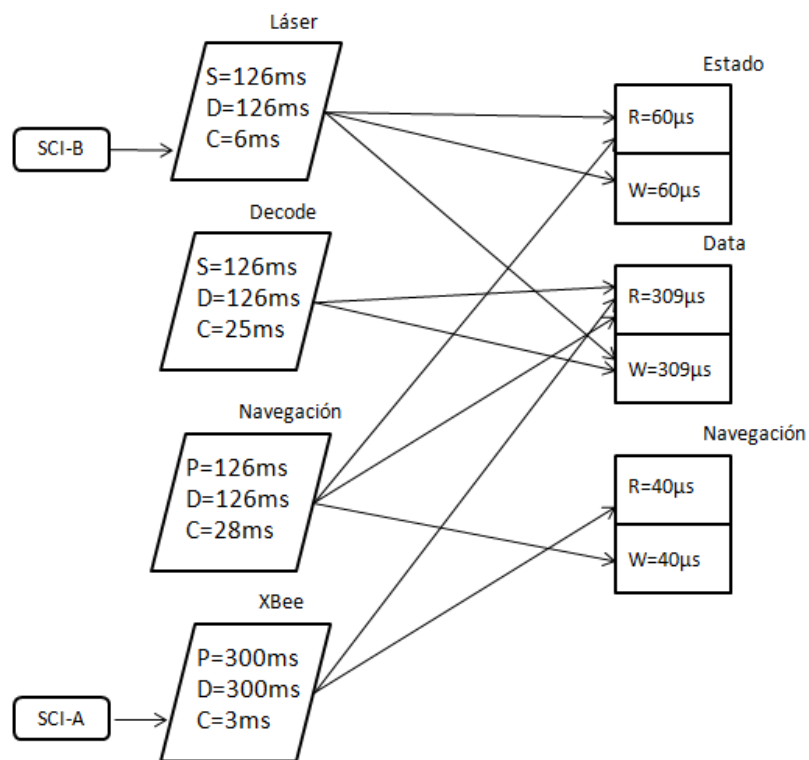 Láser
S=126ms
D=126ms
C=6ms
SCI-B
Decode
S=126ms
D=126ms
C=25ms
Navegación
P=126ms
D=126ms
C=28ms
XBee
P=300ms
D=300ms
C=3ms
SCI-A
Estado
R=60µs
W=60µs
Data
R=309µs
W=309µs
Navegación
R=40µs
W=40µs